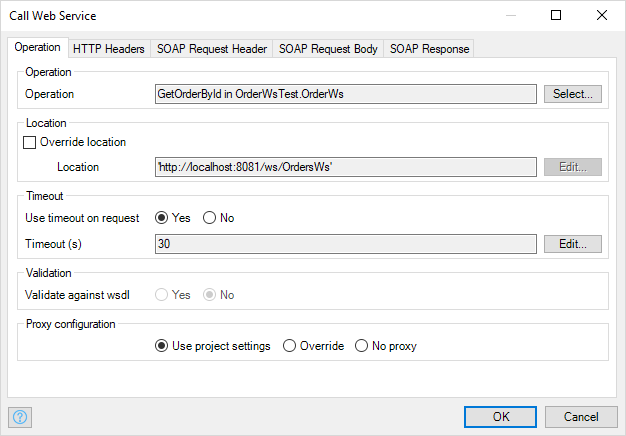 Call Web Service
Operation HTTP Headers SOAP Request Header SOAP Request Body SOAP Response
Operation
Operation GetOrderById in OrderWsTest.OrderWs Select...
Location
Override location
Location 'http://localhost:8081/ws/OrdersWs' Edit...
Timeout
Use timeout on request Yes No
Timeout (s) 30 Edit...
Validation
Validate against wsdl Yes No
Proxy configuration
Use project settings Override No proxy
? OK Cancel